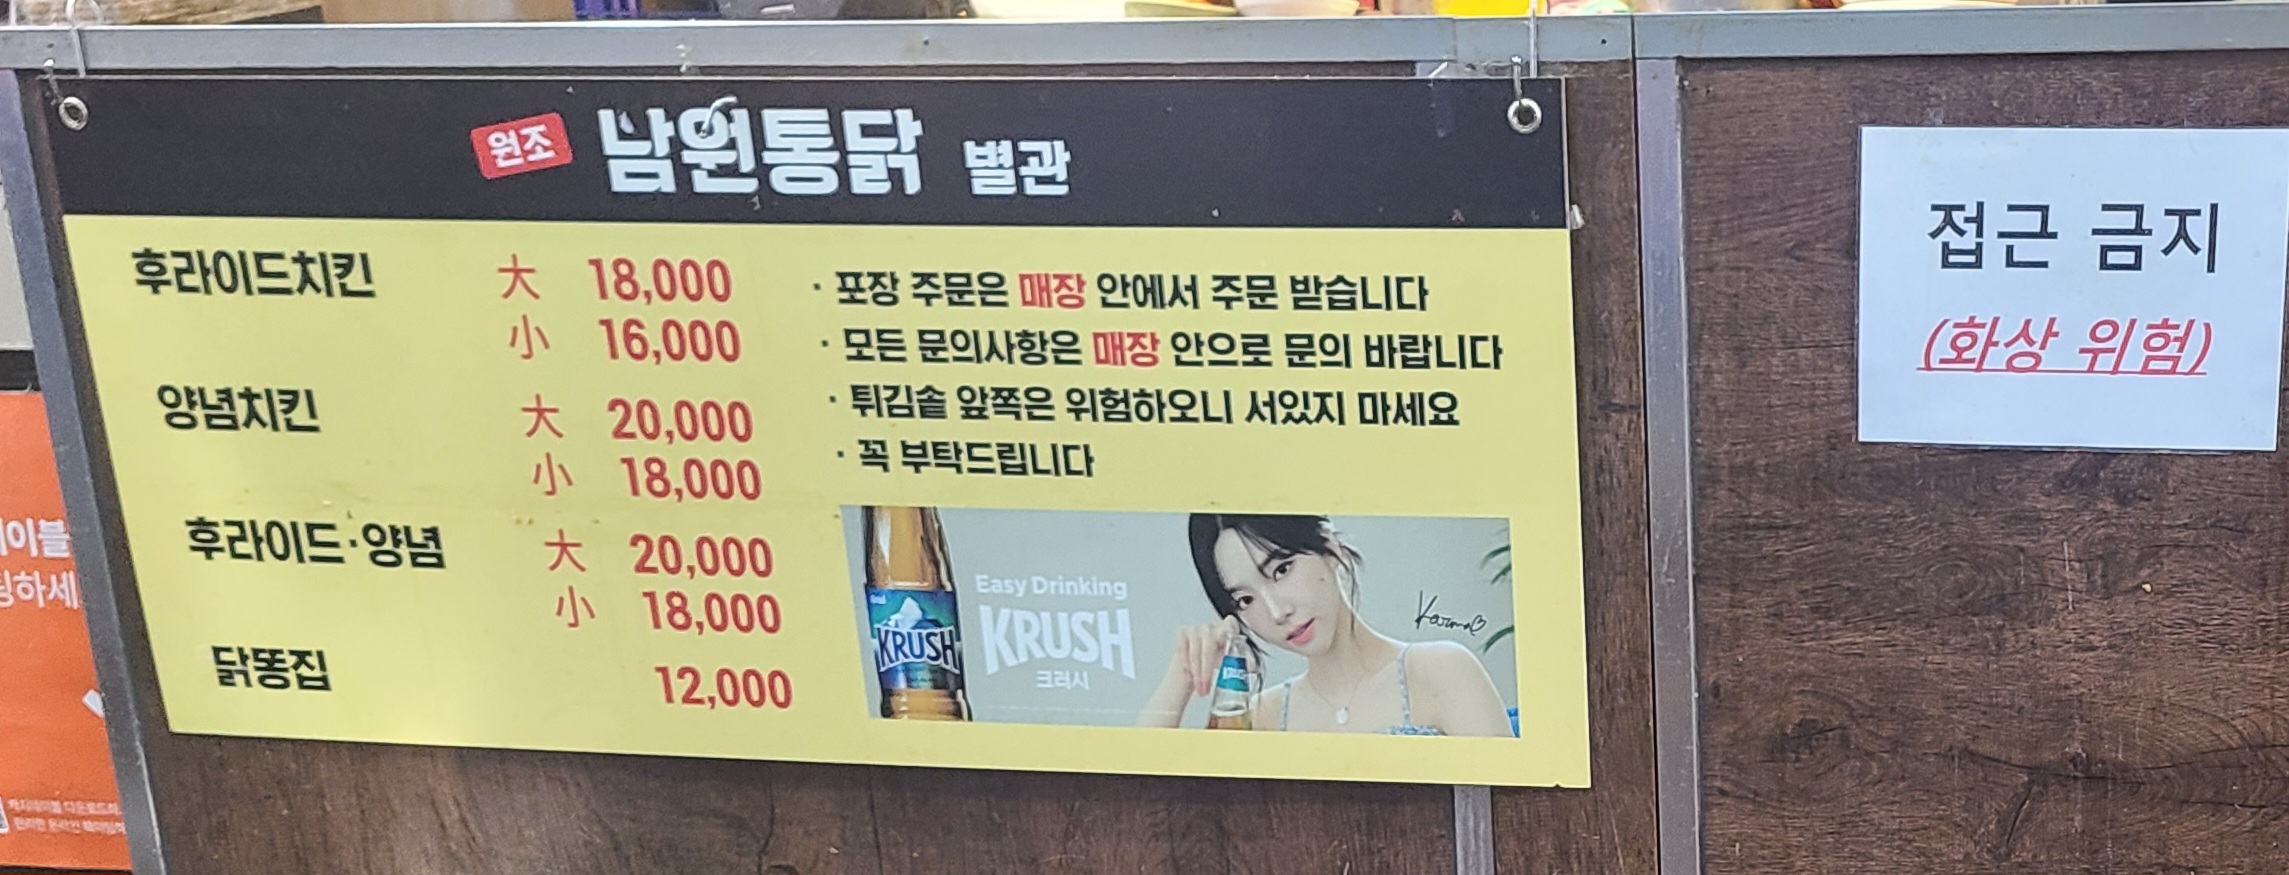 원조 남원통닭 별관
후라이드치킨 大 18,000
小 16,000
양념치킨 大 20,000
小 18,000
후라이드·양념 大 20,000
小 18,000
닭똥집 12,000
· 포장 주문은 매장 안에서 주문 받습니다
· 모든 문의사항은 매장 안으로 문의 바랍니다
· 튀김솥 앞쪽은 위험하오니 서있지 마세요
· 꼭 부탁드립니다
KRUSH
Easy Drinking
KRUSH
크러시
KRUSH
Karina
접근 금지
(화상 위험)
이블
하세